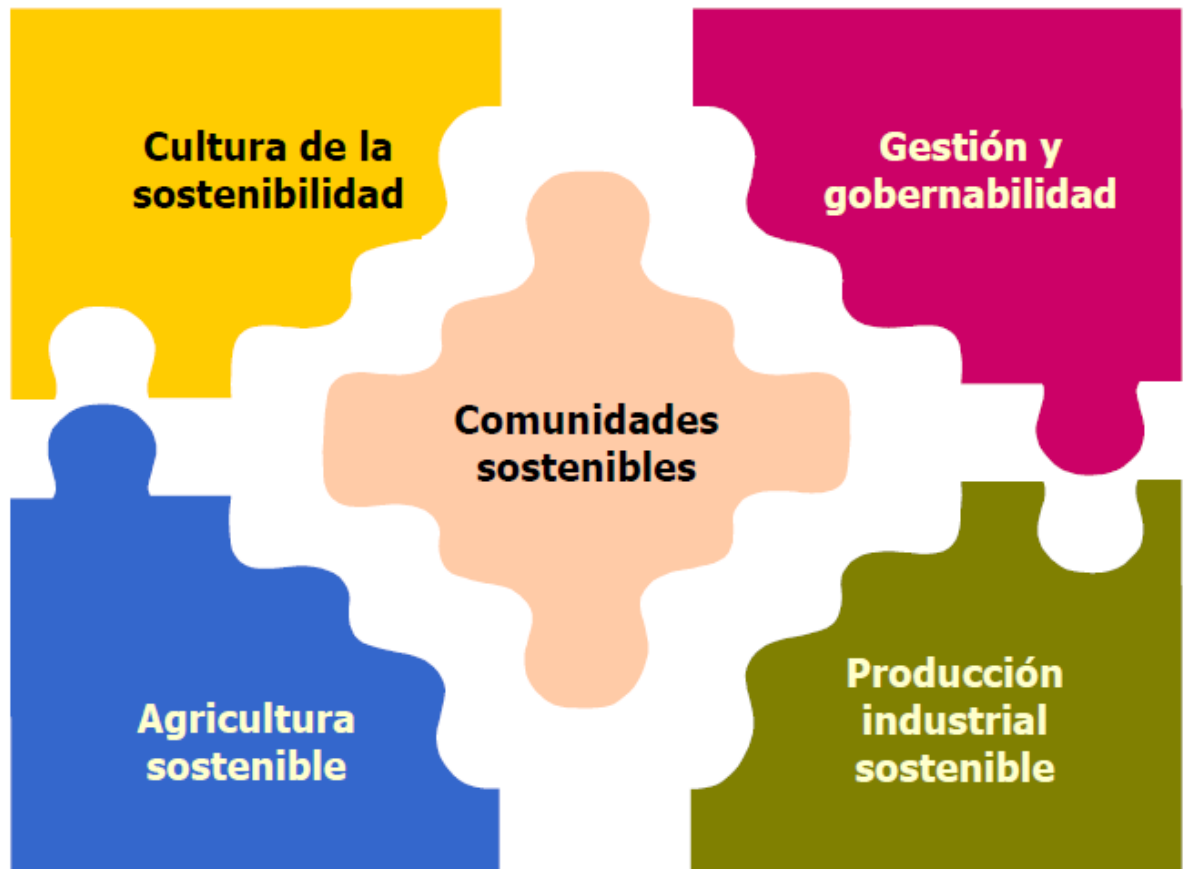 Cultura de la
sostenibilidad
Gestión y
gobernabilidad
Comunidades
sostenibles
Agricultura
sostenible
Producción
industrial
sostenible